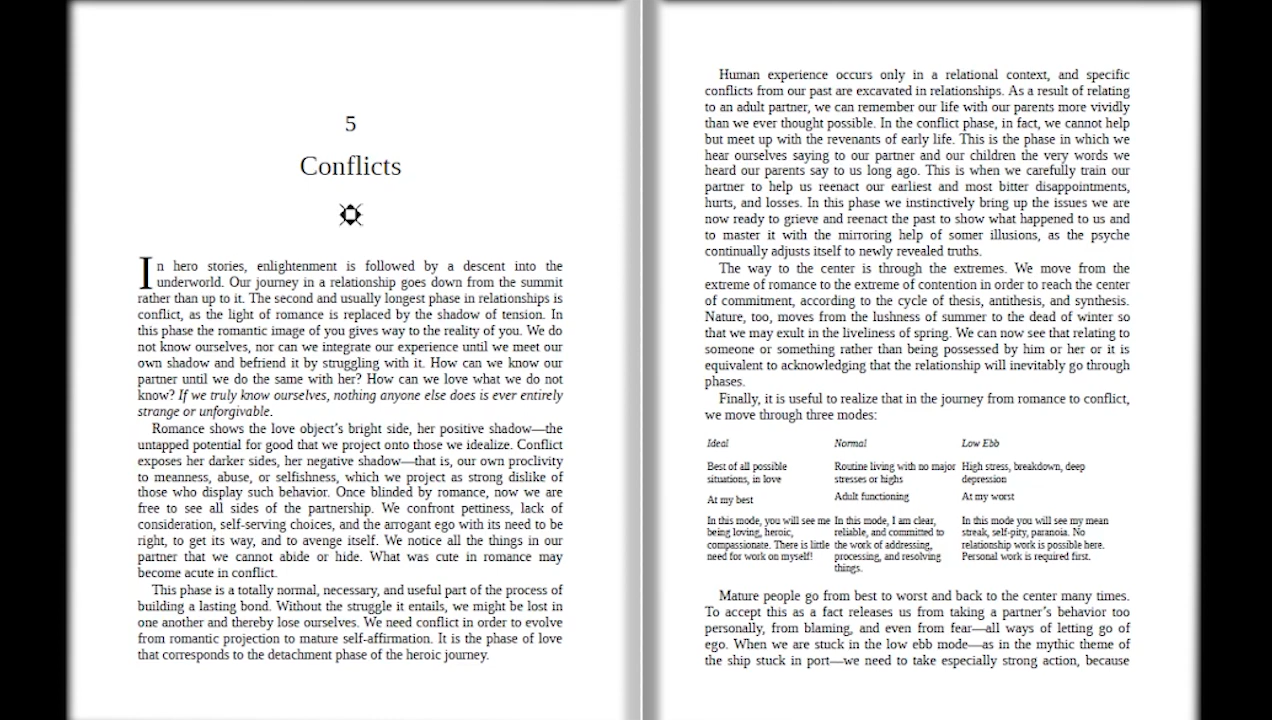 5
Conflicts
In hero stories, enlightenment is followed by a descent into the
underworld. Our journey in a relationship goes down from the summit
rather than up to it. The second and usually longest phase in relationships is
conflict, as the light of romance is replaced by the shadow of tension. In
this phase the romantic image of you gives way to the reality of you. We do
not know ourselves, nor can we integrate our experience until we meet our
own shadow and befriend it by struggling with it. How can we know our
partner until we do the same with her? How can we love what we do not
know? If we truly know ourselves, nothing anyone else does is ever entirely
strange or unforgivable.
Romance shows the love object’s bright side, her positive shadow—the
untapped potential for good that we project onto those we idealize. Conflict
exposes her darker sides, her negative shadow—that is, our own proclivity
to meanness, abuse, or selfishness, which we project as strong dislike of
those who display such behavior. Once blinded by romance, now we are
free to see all sides of the partnership. We confront pettiness, lack of
consideration, self-serving choices, and the arrogant ego with its need to be
right, to get its way, and to avenge itself. We notice all the things in our
partner that we cannot abide or hide. What was cute in romance may
become acute in conflict.
This phase is a totally normal, necessary, and useful part of the process of
building a lasting bond. Without the struggle it entails, we might be lost in
one another and thereby lose ourselves. We need conflict in order to evolve
from romantic projection to mature self-affirmation. It is the phase of love
that corresponds to the detachment phase of the heroic journey.
Human experience occurs only in a relational context, and specific
conflicts from our past are excavated in relationships. As a result of relating
to an adult partner, we can remember our life with our parents more vividly
than we ever thought possible. In the conflict phase, in fact, we cannot help
but meet up with the revenants of early life. This is the phase in which we
hear ourselves saying to our partner and our children the very words we
heard our parents say to us long ago. This is when we carefully train our
partner to help us reenact our earliest and most bitter disappointments,
hurts, and losses. In this phase we instinctively bring up the issues we are
now ready to grieve and reenact the past to show what happened to us and
to master it with the mirroring help of somer illusions, as the psyche
continually adjusts itself to newly revealed truths.
The way to the center is through the extremes. We move from the
extreme of romance to the extreme of contention in order to reach the center
of commitment, according to the cycle of thesis, antithesis, and synthesis.
Nature, too, moves from the lushness of summer to the dead of winter so
that we may exult in the liveliness of spring. We can now see that relating to
someone or something rather than being possessed by him or her or it is
equivalent to acknowledging that the relationship will inevitably go through
phases.
Finally, it is useful to realize that in the journey from romance to conflict,
we move through three modes:
Ideal Normal Low Ebb
Best of all possible Routine living with no major High stress, breakdown, deep
situations, in love stresses or highs depression
At my best Adult functioning At my worst
In this mode, you will see me In this mode, I am clear, In this mode you will see my mean
being loving, heroic, reliable, and committed to streak, self-pity, paranoia. No
compassionate. There is little the work of addressing, relationship work is possible here.
need for work on myself! processing, and resolving Personal work is required first.
things.
Mature people go from best to worst and back to the center many times.
To accept this as a fact releases us from taking a partner’s behavior too
personally, from blaming, and even from fear—all ways of letting go of
ego. When we are stuck in the low ebb mode—as in the mythic theme of
the ship stuck in port—we need to take especially strong action, because